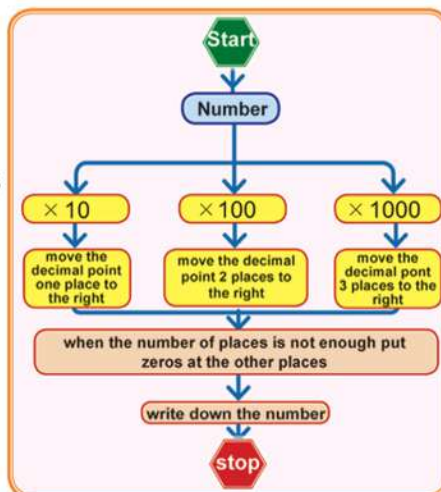 Start
Number
× 10
× 100
× 1000
move the
decimal point
one place to
the right
move the decimal
point 2 places to
the right
move the
decimal pont
3 places to the
right
when the number of places is not enough put
zeros at the other places
write down the number
stop